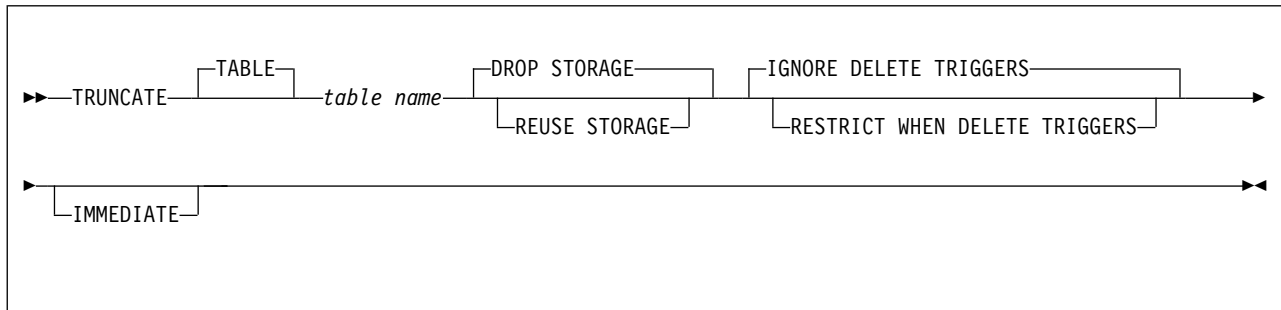 TABLE DROP STORAGE IGNORE DELETE TRIGGERS
TRUNCATE table name
REUSE STORAGE RESTRICT WHEN DELETE TRIGGERS
IMMEDIATE